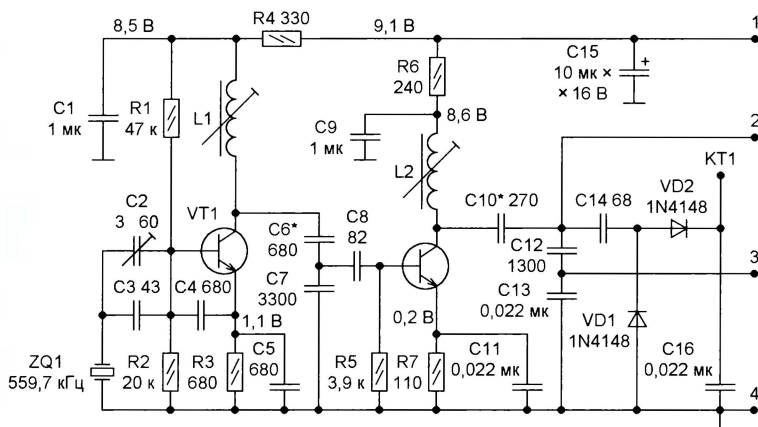 8,5 В
R4 330
9,1 В
1
C15
10 мк ×
× 16 В
R6
240
C1
1 мк
R1
47 к
L1
C9
1 мк
8,6 В
2
L2
КТ1
C2
3 60
VT1
C6*
680
C8
82
C10* 270
C14 68
VD2
1N4148
C12
1300
C7
3300
3
C3 43
C4 680
C13
0,022 мк
1,1 В
0,2 В
VD1
1N4148
ZQ1
559,7 кГц
R2
20 к
R3
680
C5
680
R5
3,9 к
R7
110
C11
0,022 мк
C16
0,022 мк
4